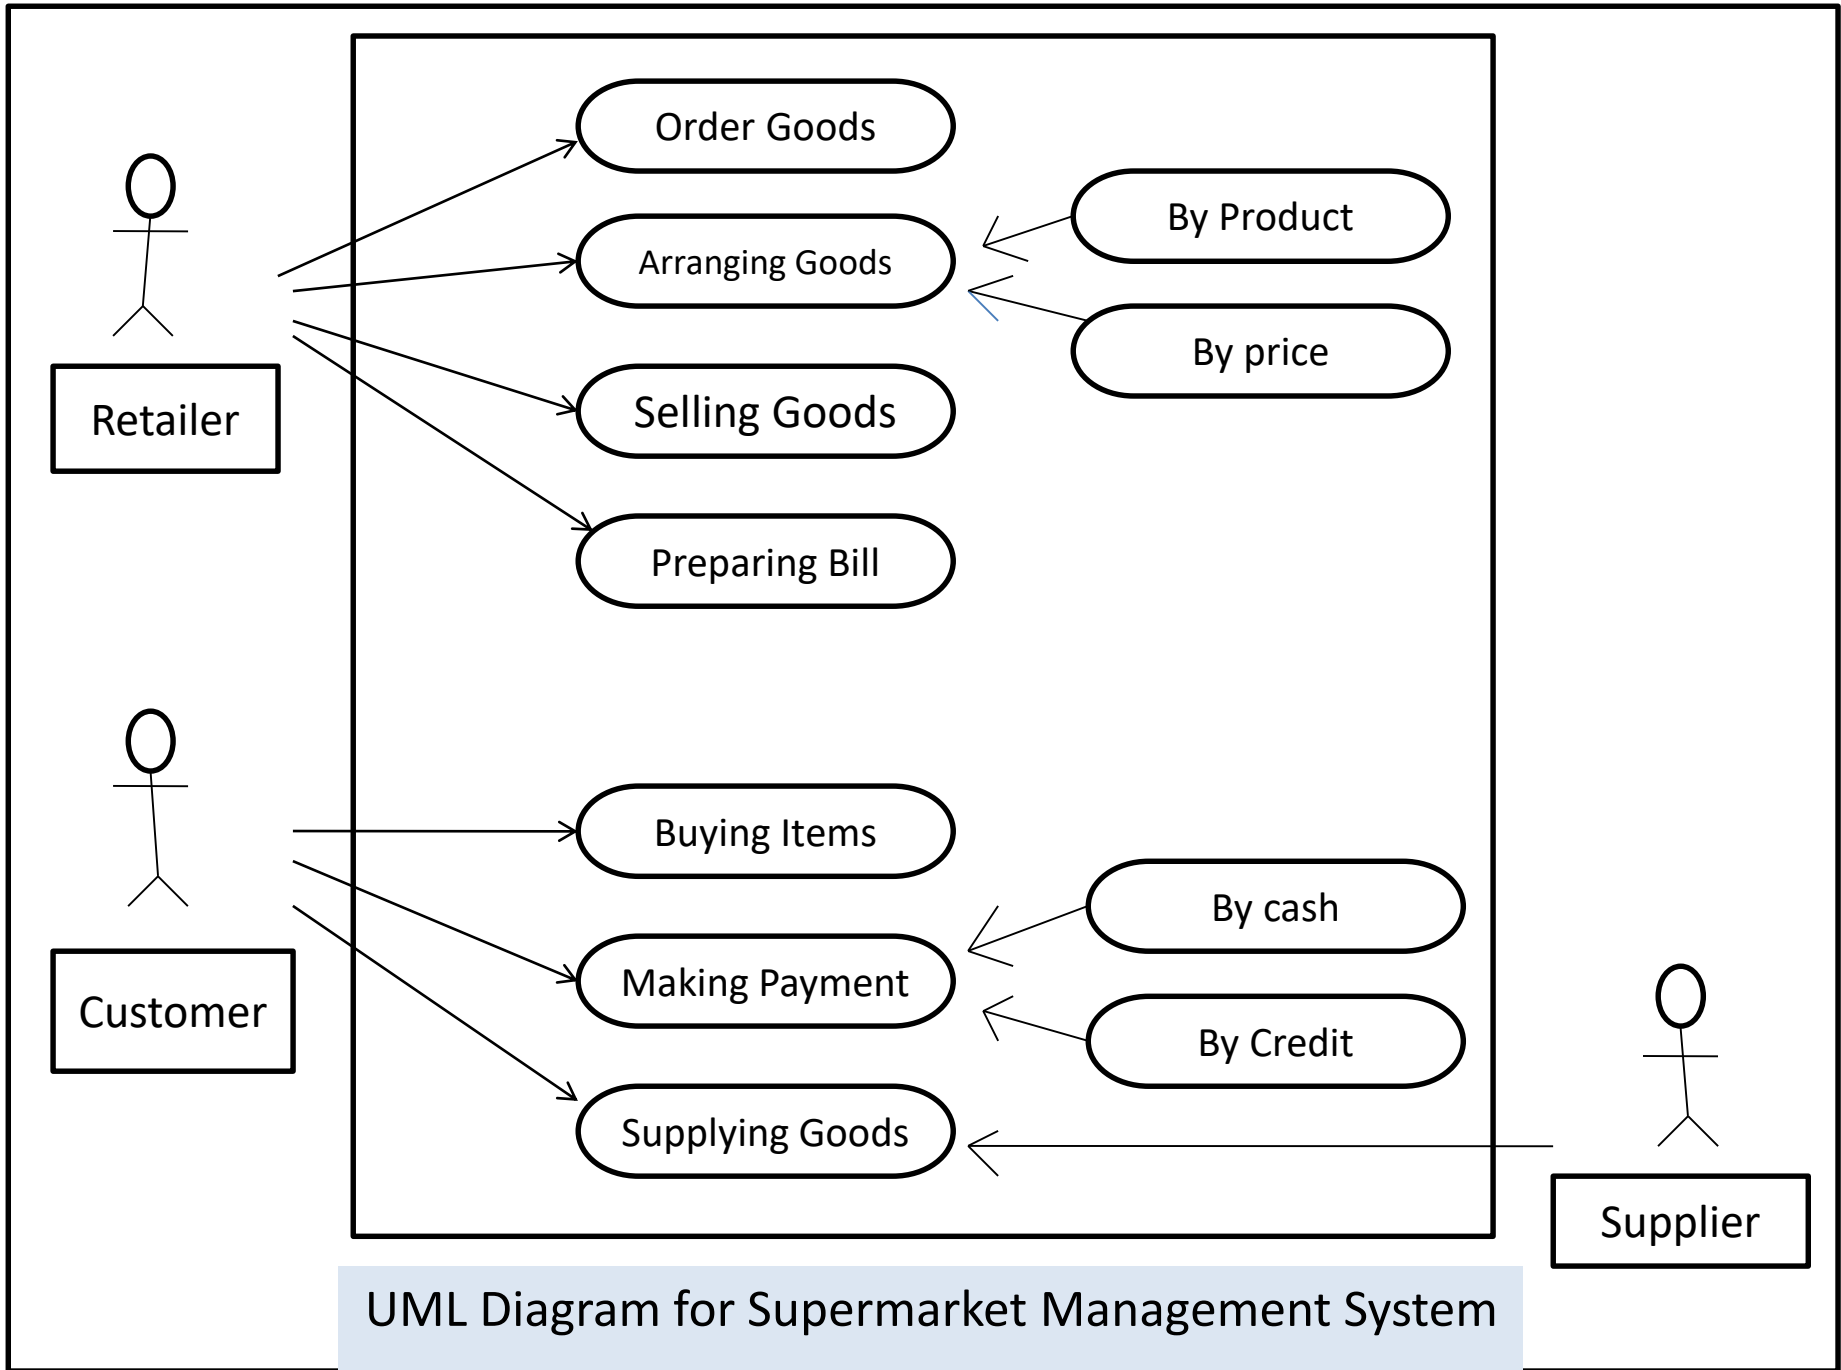 Order Goods
By Product
Arranging Goods
By price
Selling Goods
Retailer
Preparing Bill
Buying Items
By cash
Making Payment
Customer
By Credit
Supplying Goods
Supplier
UML Diagram for Supermarket Management System